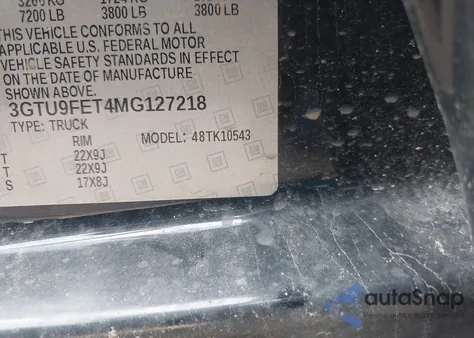 7200 LB 3800 LB 3800 LB
THIS VEHICLE CONFORMS TO ALL
APPLICABLE U.S. FEDERAL MOTOR
VEHICLE SAFETY STANDARDS IN EFFECT
ON THE DATE OF MANUFACTURE
SHOWN ABOVE.
3GTU9FET4MG127218
TYPE: TRUCK
MODEL: 48TK10543
RIM
T 22X9J
T 22X9J
S 17X8J
GM
autoSnap